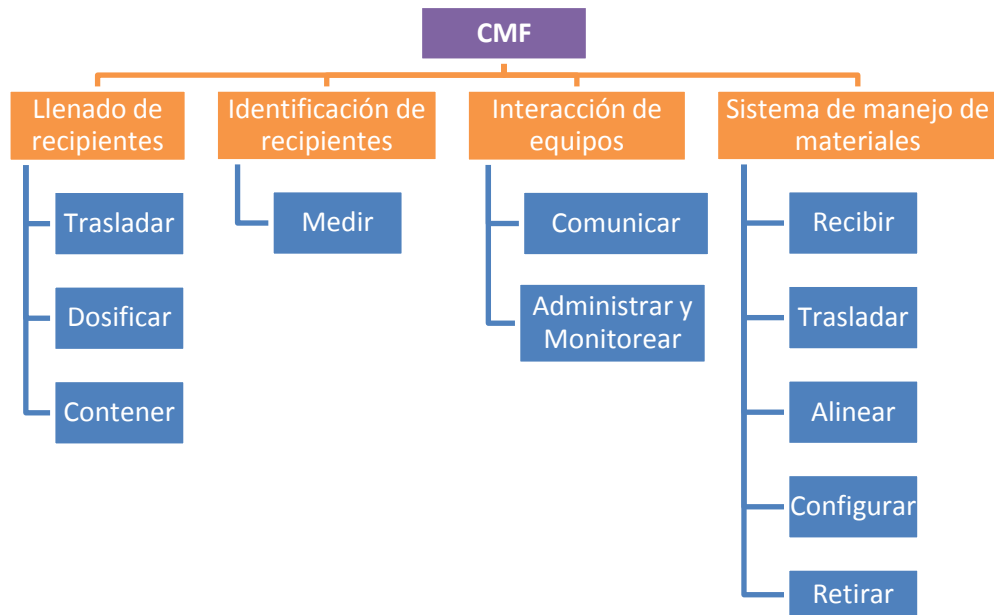 CMF
Llenado de
recipientes
Trasladar
Dosificar
Contener
Identificación de
recipientes
Medir
Interacción de
equipos
Comunicar
Administrar y
Monitorear
Sistema de manejo de
materiales
Recibir
Trasladar
Alinear
Configurar
Retirar